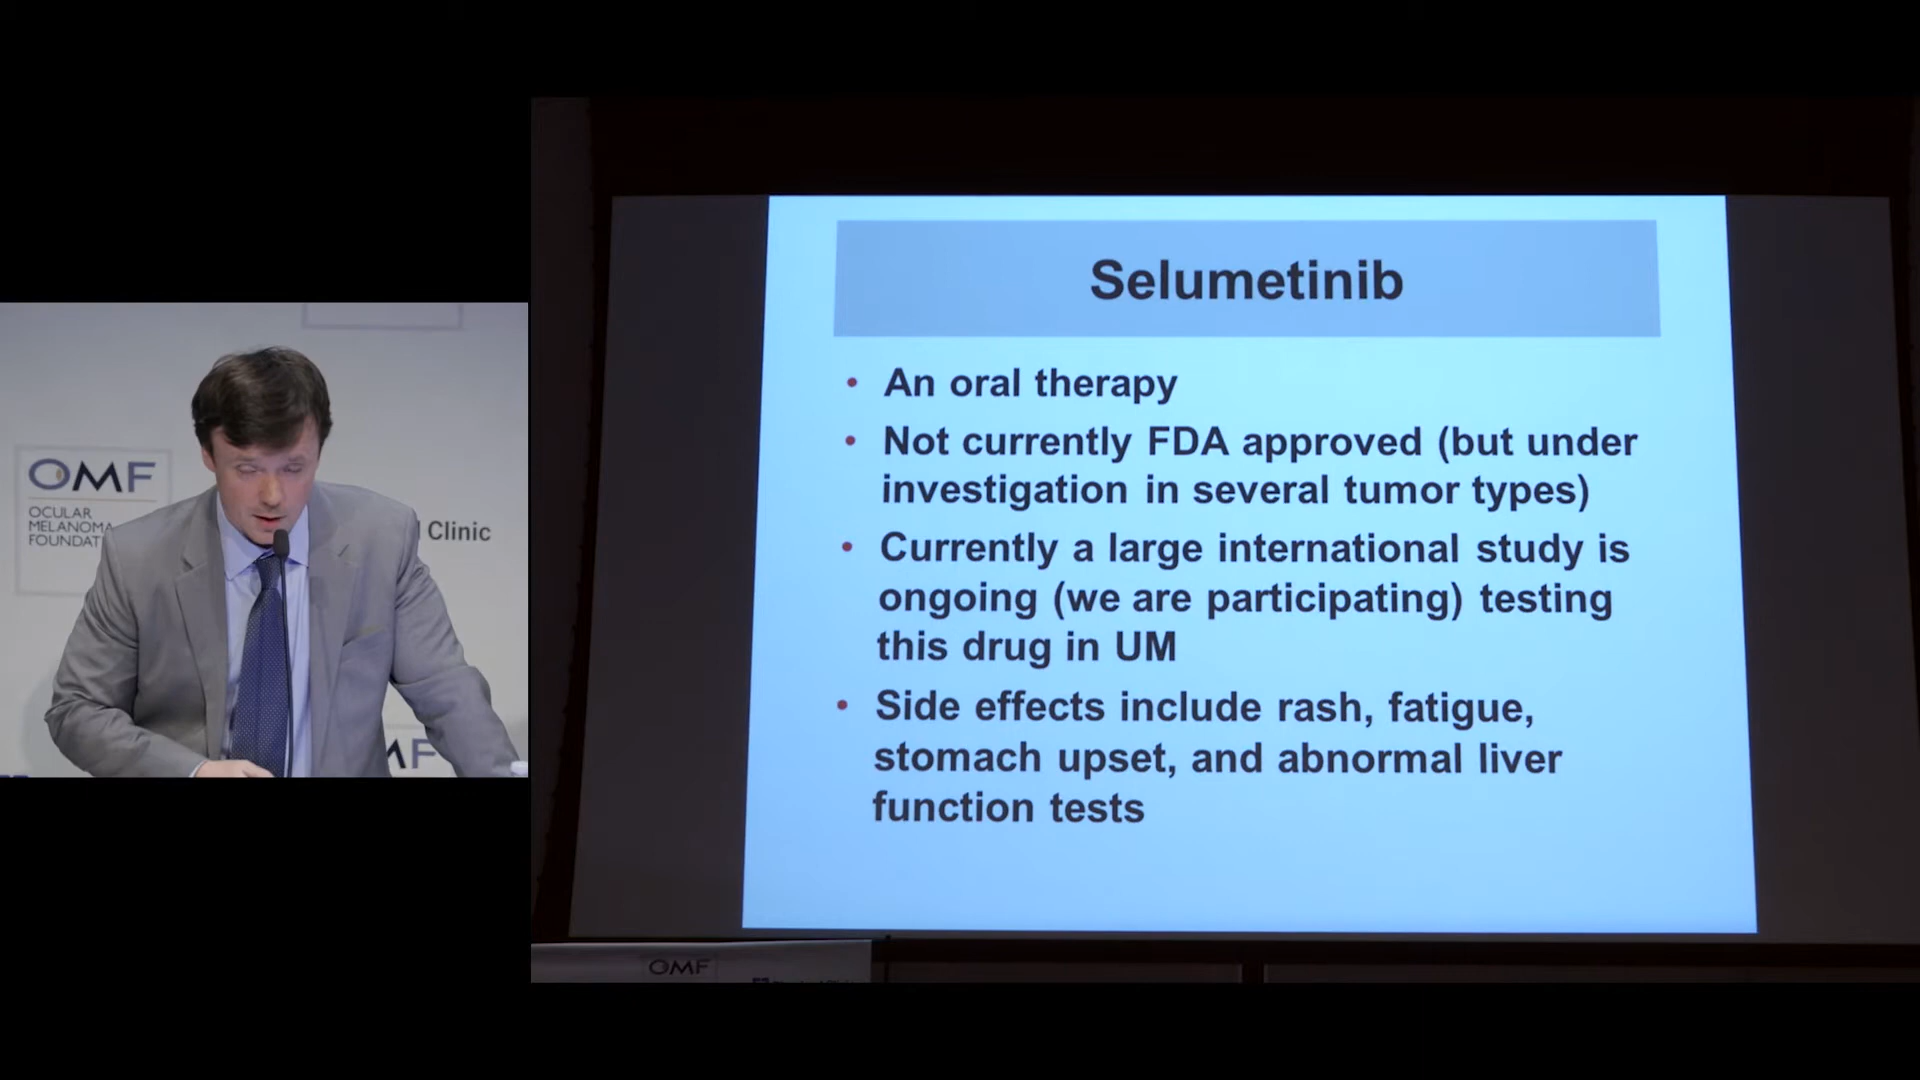 Selumetinib
• An oral therapy
• Not currently FDA approved (but under
investigation in several tumor types)
• Currently a large international study is
ongoing (we are participating) testing
this drug in UM
• Side effects include rash, fatigue,
stomach upset, and abnormal liver
function tests
OMF
OCULAR
MELANOMA
FOUNDAT
Clinic
MF
OMF